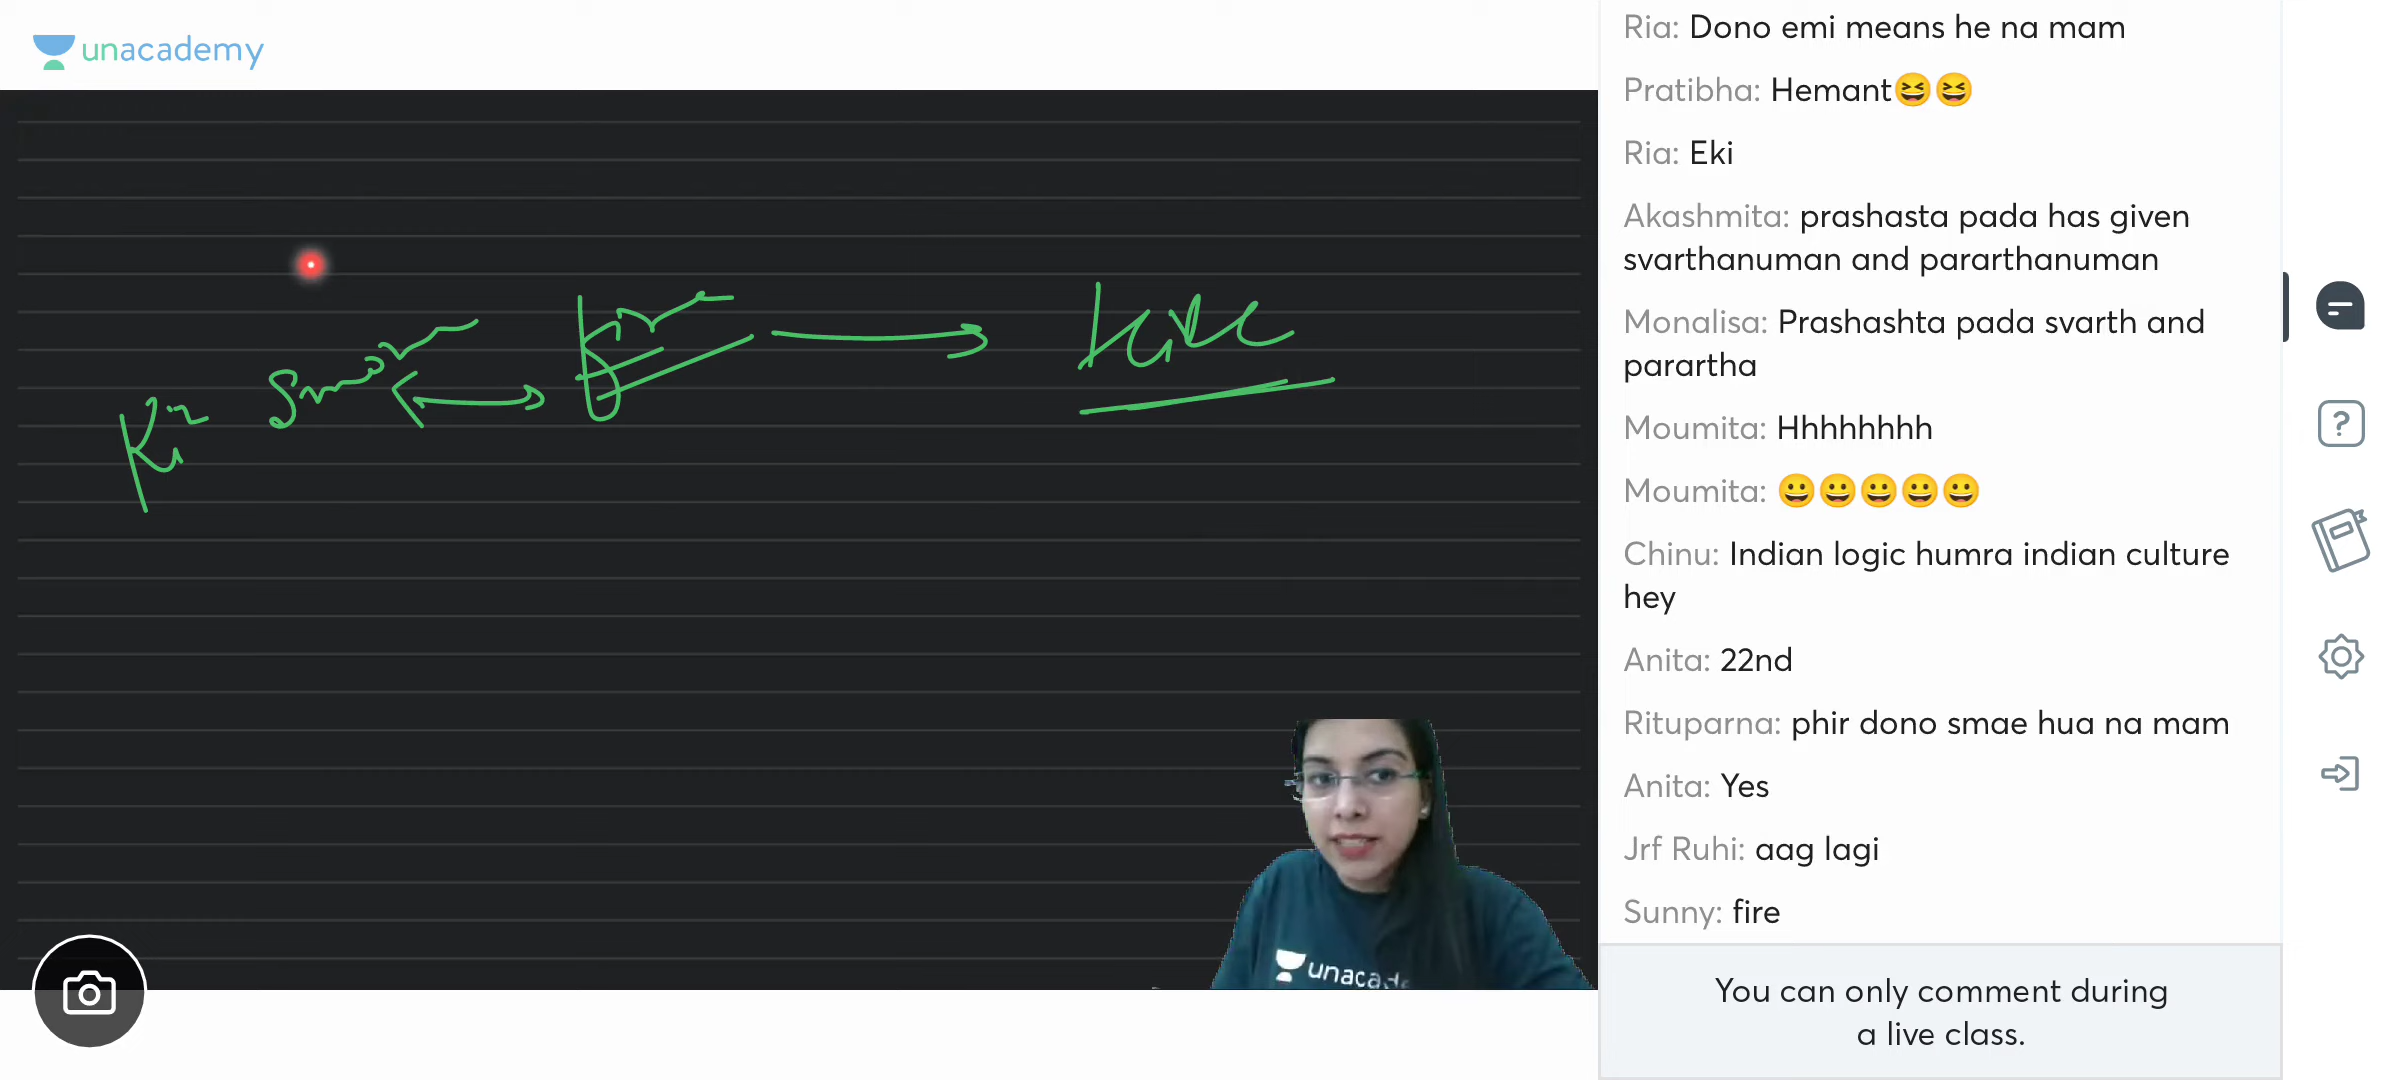 unacademy
Ria: Dono emi means he na mam
Pratibha: Hemant😆😆
Ria: Eki
Akashmita: prashasta pada has given
svarthanuman and pararthanuman
Monalisa: Prashashta pada svarth and
parartha
Moumita: Hhhhhhhh
Moumita: 😀😀😀😀😀
Chinu: Indian logic humra indian culture
hey
Anita: 22nd
Rituparna: phir dono smae hua na mam
Anita: Yes
Jrf Ruhi: aag lagi
Sunny: fire
You can only comment during
a live class.